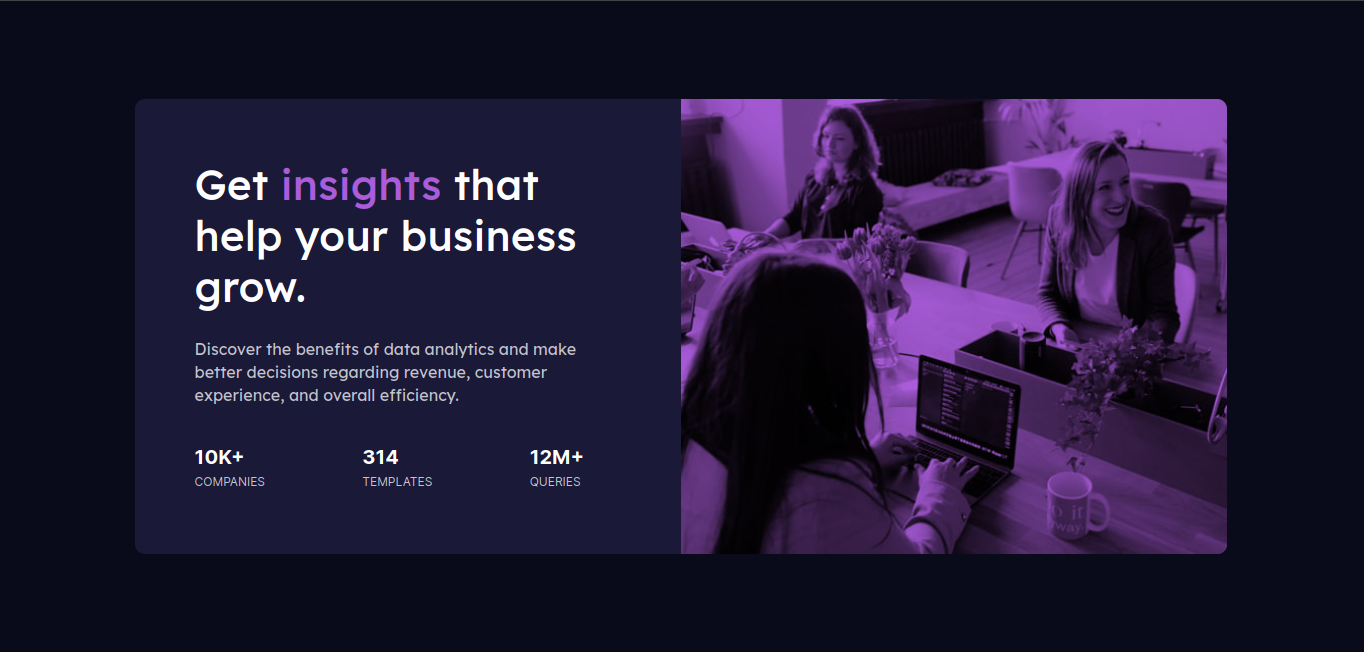 Get insights that
help your business
grow.
Discover the benefits of data analytics and make
better decisions regarding revenue, customer
experience, and overall efficiency.
10K+ 314 12M+
COMPANIES TEMPLATES QUERIES